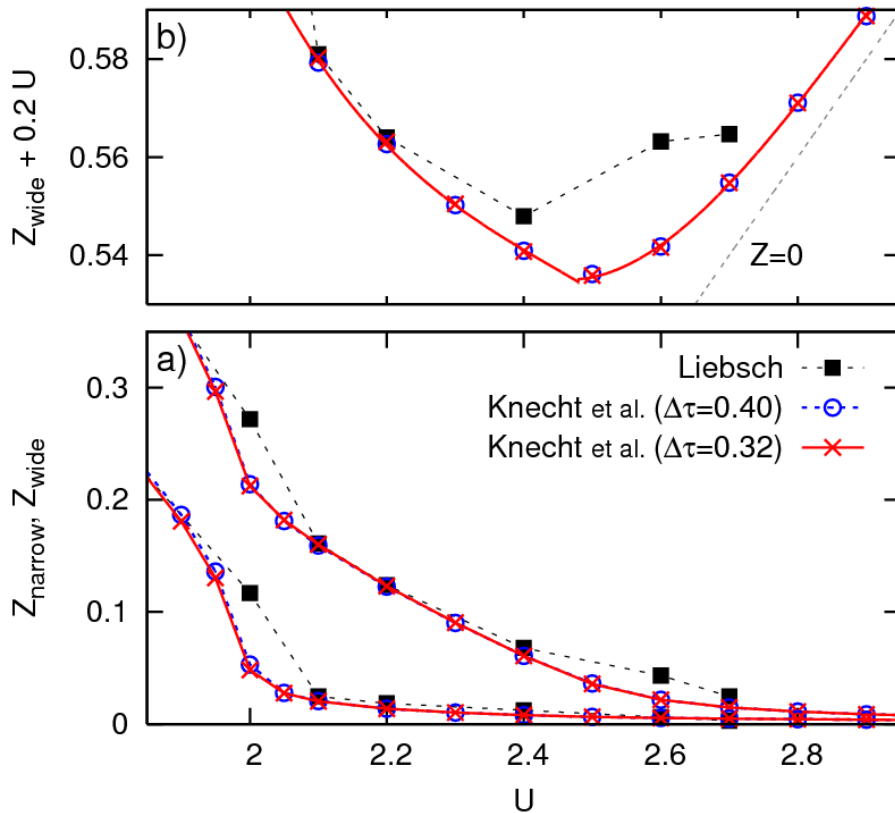 b)
0.58
0.56
0.54
Z_wide + 0.2 U
Z=0
a)
Liebsch
Knecht et al. (Δτ=0.40)
Knecht et al. (Δτ=0.32)
0.3
0.2
0.1
0
Z_narrow, Z_wide
2
2.2
2.4
2.6
2.8
U